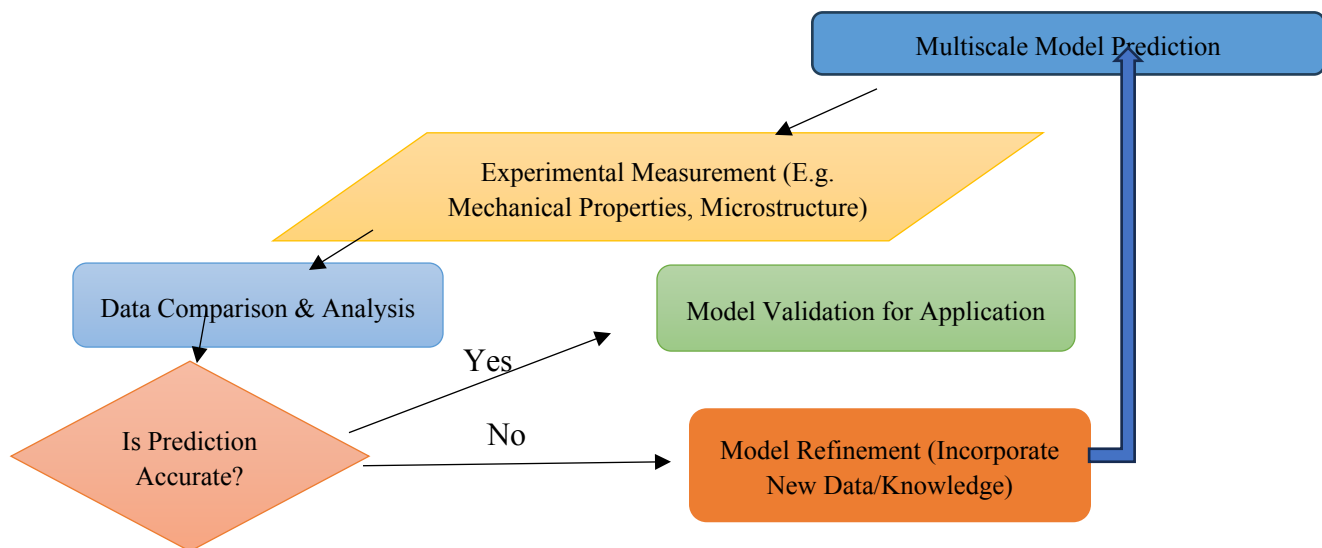 Multiscale Model Prediction
Experimental Measurement (E.g.
Mechanical Properties, Microstructure)
Data Comparison & Analysis
Model Validation for Application
Yes
Is Prediction
Accurate?
No
Model Refinement (Incorporate
New Data/Knowledge)